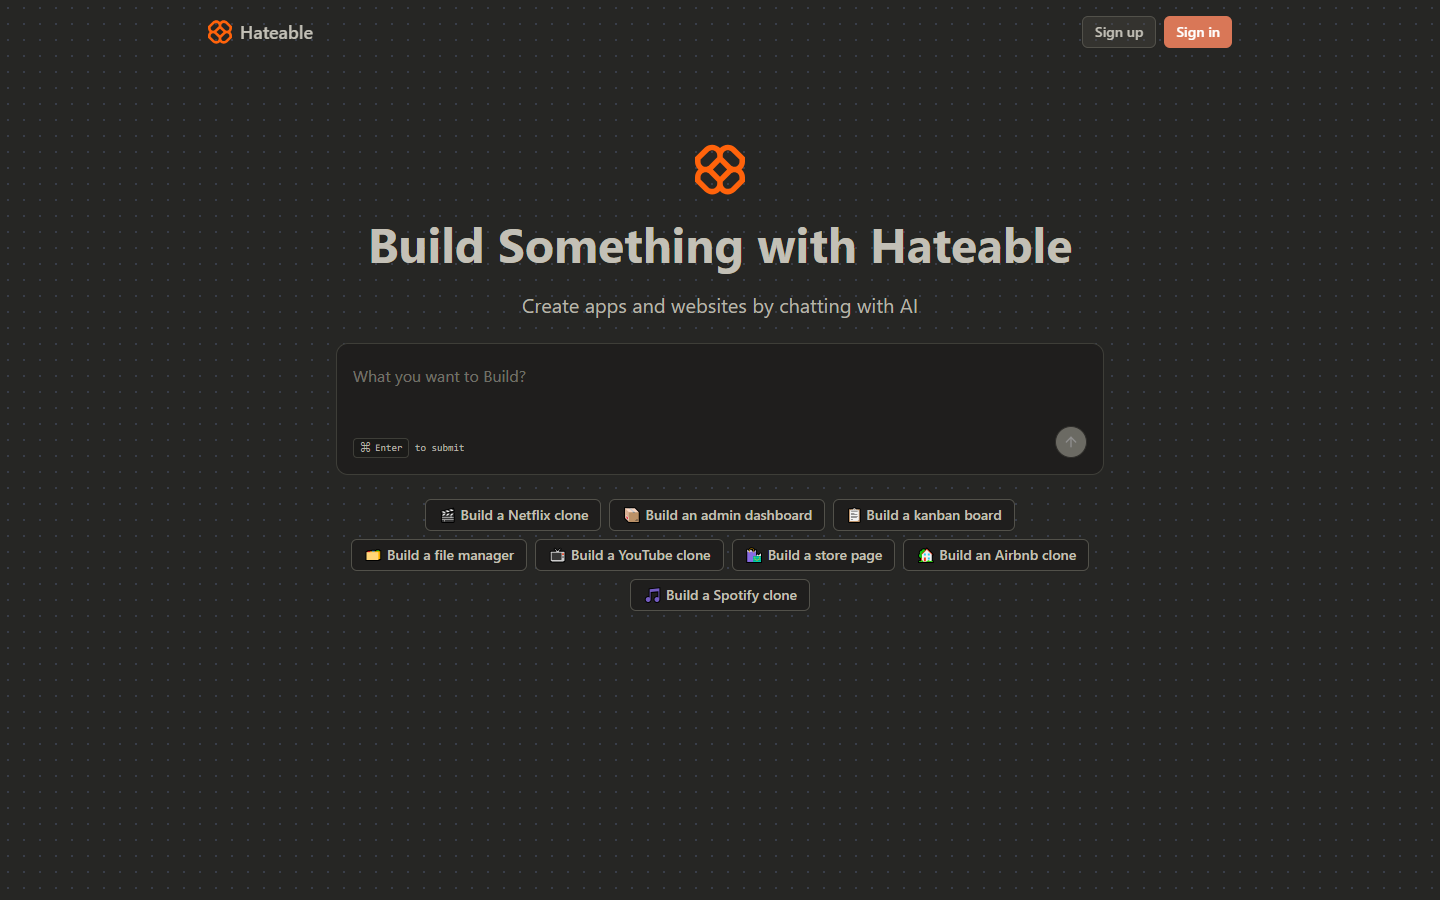 Hateable
Sign up
Sign in
Build Something with Hateable
Create apps and websites by chatting with AI
What you want to Build?
⌘ Enter to submit
🎬 Build a Netflix clone
📦 Build an admin dashboard
📋 Build a kanban board
📁 Build a file manager
📺 Build a YouTube clone
🛍️ Build a store page
🏡 Build an Airbnb clone
🎵 Build a Spotify clone